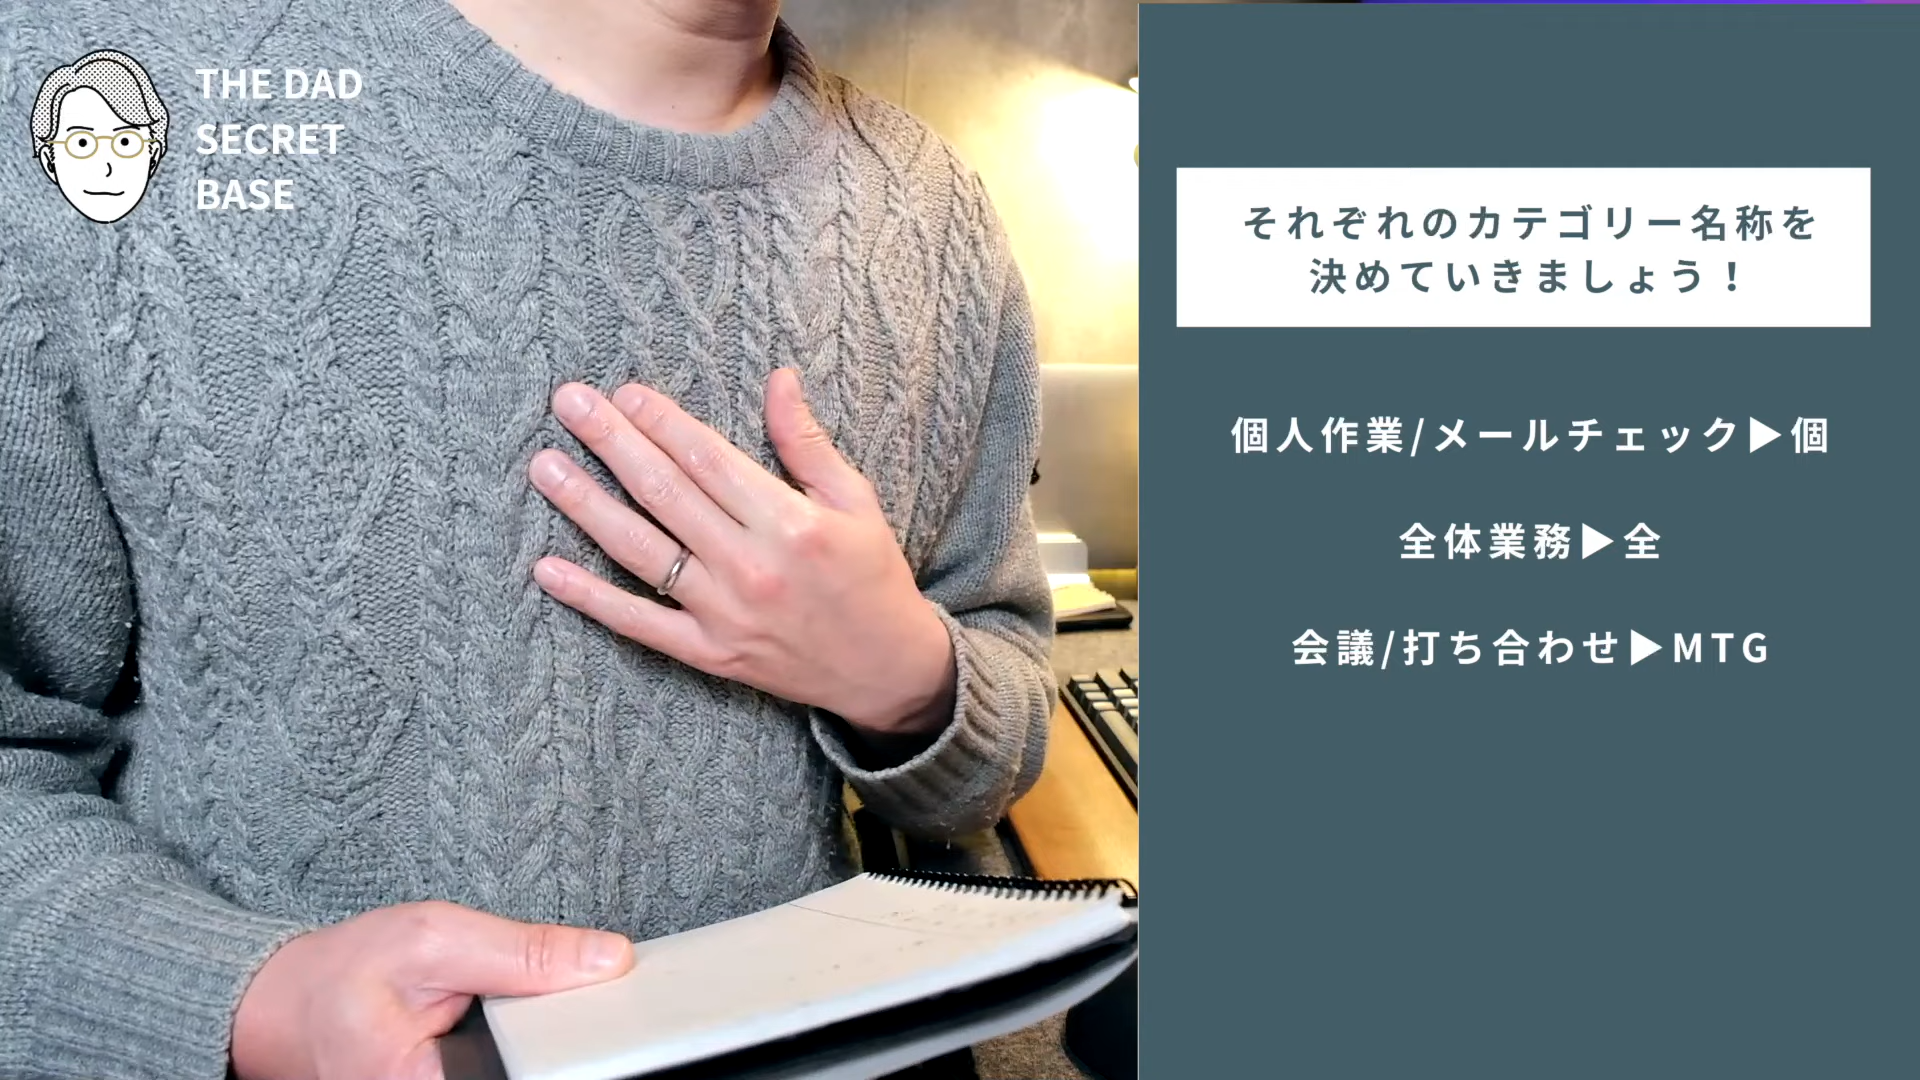 THE DAD
SECRET
BASE
それぞれのカテゴリー名称を
決めていきましょう！
個人作業/メールチェック▶個
全体業務▶全
会議/打ち合わせ▶MTG